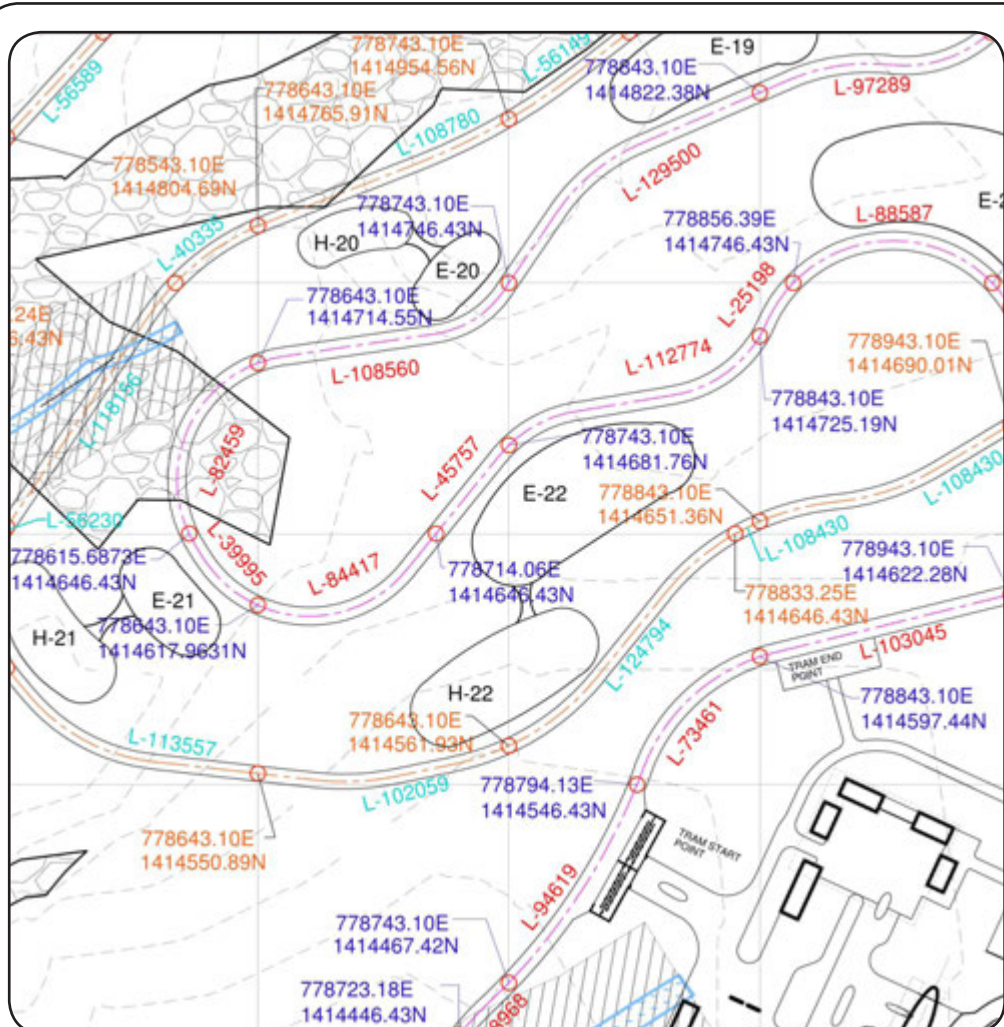 L-56589
778743.10E
1414954.56N
L-56149
E-19
778843.10E
1414822.38N
L-97289
778643.10E
1414765.91N
L-108780
778543.10E
1414804.69N
L-129500
L-40335
778743.10E
1414746.43N
H-20
E-20
778856.39E
1414746.43N
L-88587
778643.10E
1414714.55N
L-25198
24E
6.43N
L-108560
L-112774
778943.10E
1414690.01N
L-118156
778843.10E
1414725.19N
L-82459
L-45757
778743.10E
1414681.76N
E-22
778843.10E
1414651.36N
L-108430
L-56230
L-108430
778615.6873E
1414646.43N
L-39995
L-84417
778714.06E
1414646.43N
778943.10E
1414622.28N
778833.25E
1414646.43N
E-21
H-21
778643.10E
1414617.9631N
L-124794
L-103045
TRAM END
POINT
H-22
778843.10E
1414597.44N
778643.10E
1414561.93N
L-73461
L-113557
L-102059
778794.13E
1414546.43N
778643.10E
1414550.89N
TRAM START
POINT
L-94619
778743.10E
1414467.42N
778723.18E
1414446.43N